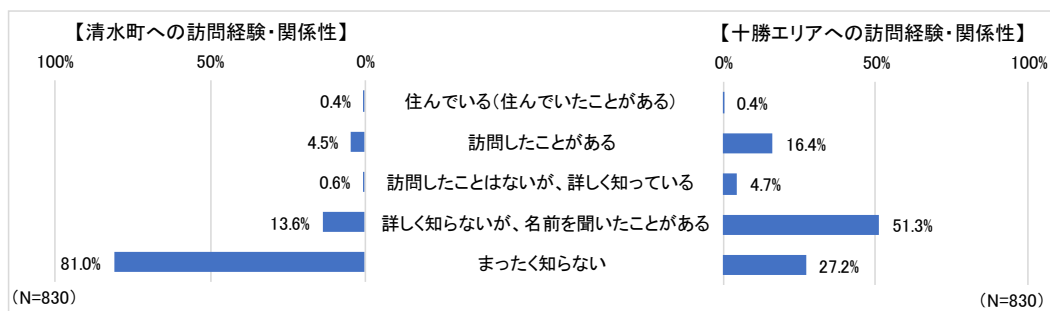 【清水町への訪問経験・関係性】 【十勝エリアへの訪問経験・関係性】
100% 50% 0% 0% 50% 100%
0.4% 住んでいる(住んでいたことがある) 0.4%
4.5% 訪問したことがある 16.4%
0.6% 訪問したことはないが、詳しく知っている 4.7%
13.6% 詳しく知らないが、名前を聞いたことがある 51.3%
81.0% まったく知らない 27.2%
(N=830) (N=830)